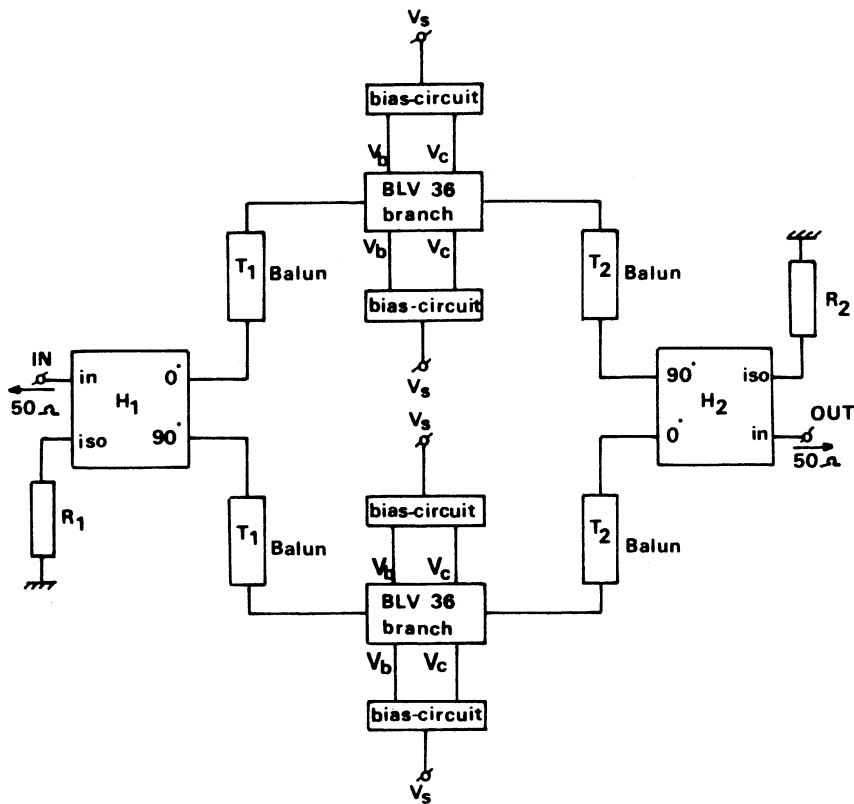 Vs
bias-circuit
Vb Vc
BLV 36
branch
Vb Vc
T1 Balun
T2 Balun
R2
bias-circuit
Vs
IN
in 0°
50Ω
H1
iso 90°
90° iso
H2
OUT
0° in
50Ω
Vs
R1
bias-circuit
T1 Balun
T2 Balun
Vb Vc
BLV 36
branch
Vb Vc
bias-circuit
Vs